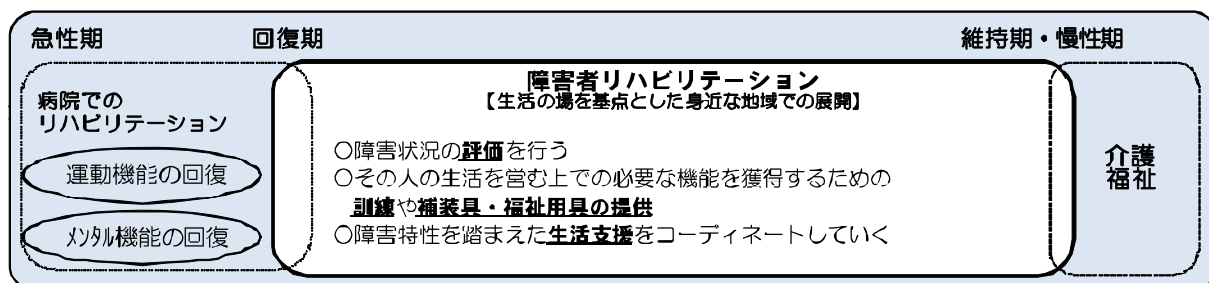 急性期
回復期
維持期・慢性期
病院での
リハビリテーション
運動機能の回復
メンタル機能の回復
障害者リハビリテーション
【生活の場を基点とした身近な地域での展開】
○障害状況の評価を行う
○その人の生活を営む上での必要な機能を獲得するための
訓練や補装具・福祉用具の提供
○障害特性を踏まえた生活支援をコーディネートしていく
介護
福祉